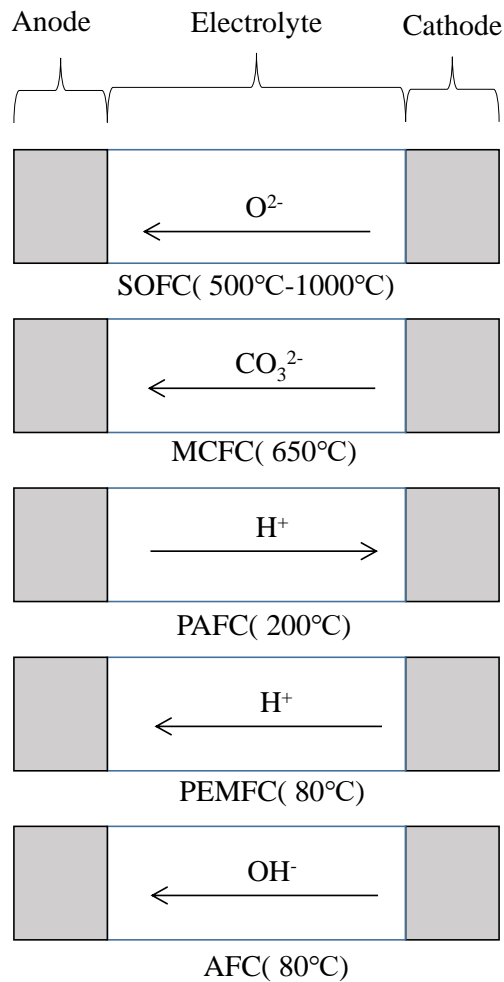 Anode Electrolyte Cathode
O²⁻
SOFC( 500°C-1000°C)
CO₃²⁻
MCFC( 650°C)
H⁺
PAFC( 200°C)
H⁺
PEMFC( 80°C)
OH⁻
AFC( 80°C)